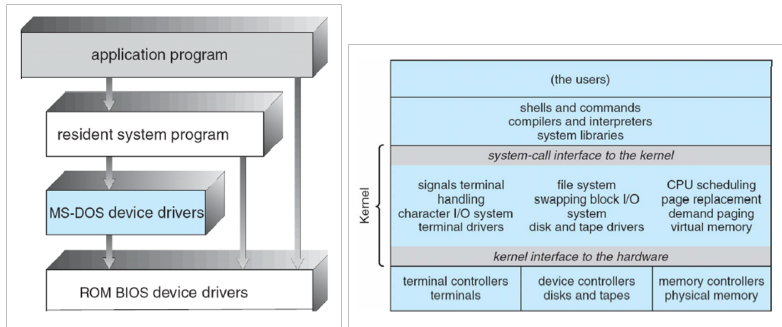 application program
resident system program
MS-DOS device drivers
ROM BIOS device drivers
(the users)
shells and commands
compilers and interpreters
system libraries
system-call interface to the kernel
Kernel
signals terminal
handling
character I/O system
terminal drivers
file system
swapping block I/O
system
disk and tape drivers
CPU scheduling
page replacement
demand paging
virtual memory
kernel interface to the hardware
terminal controllers
terminals
device controllers
disks and tapes
memory controllers
physical memory